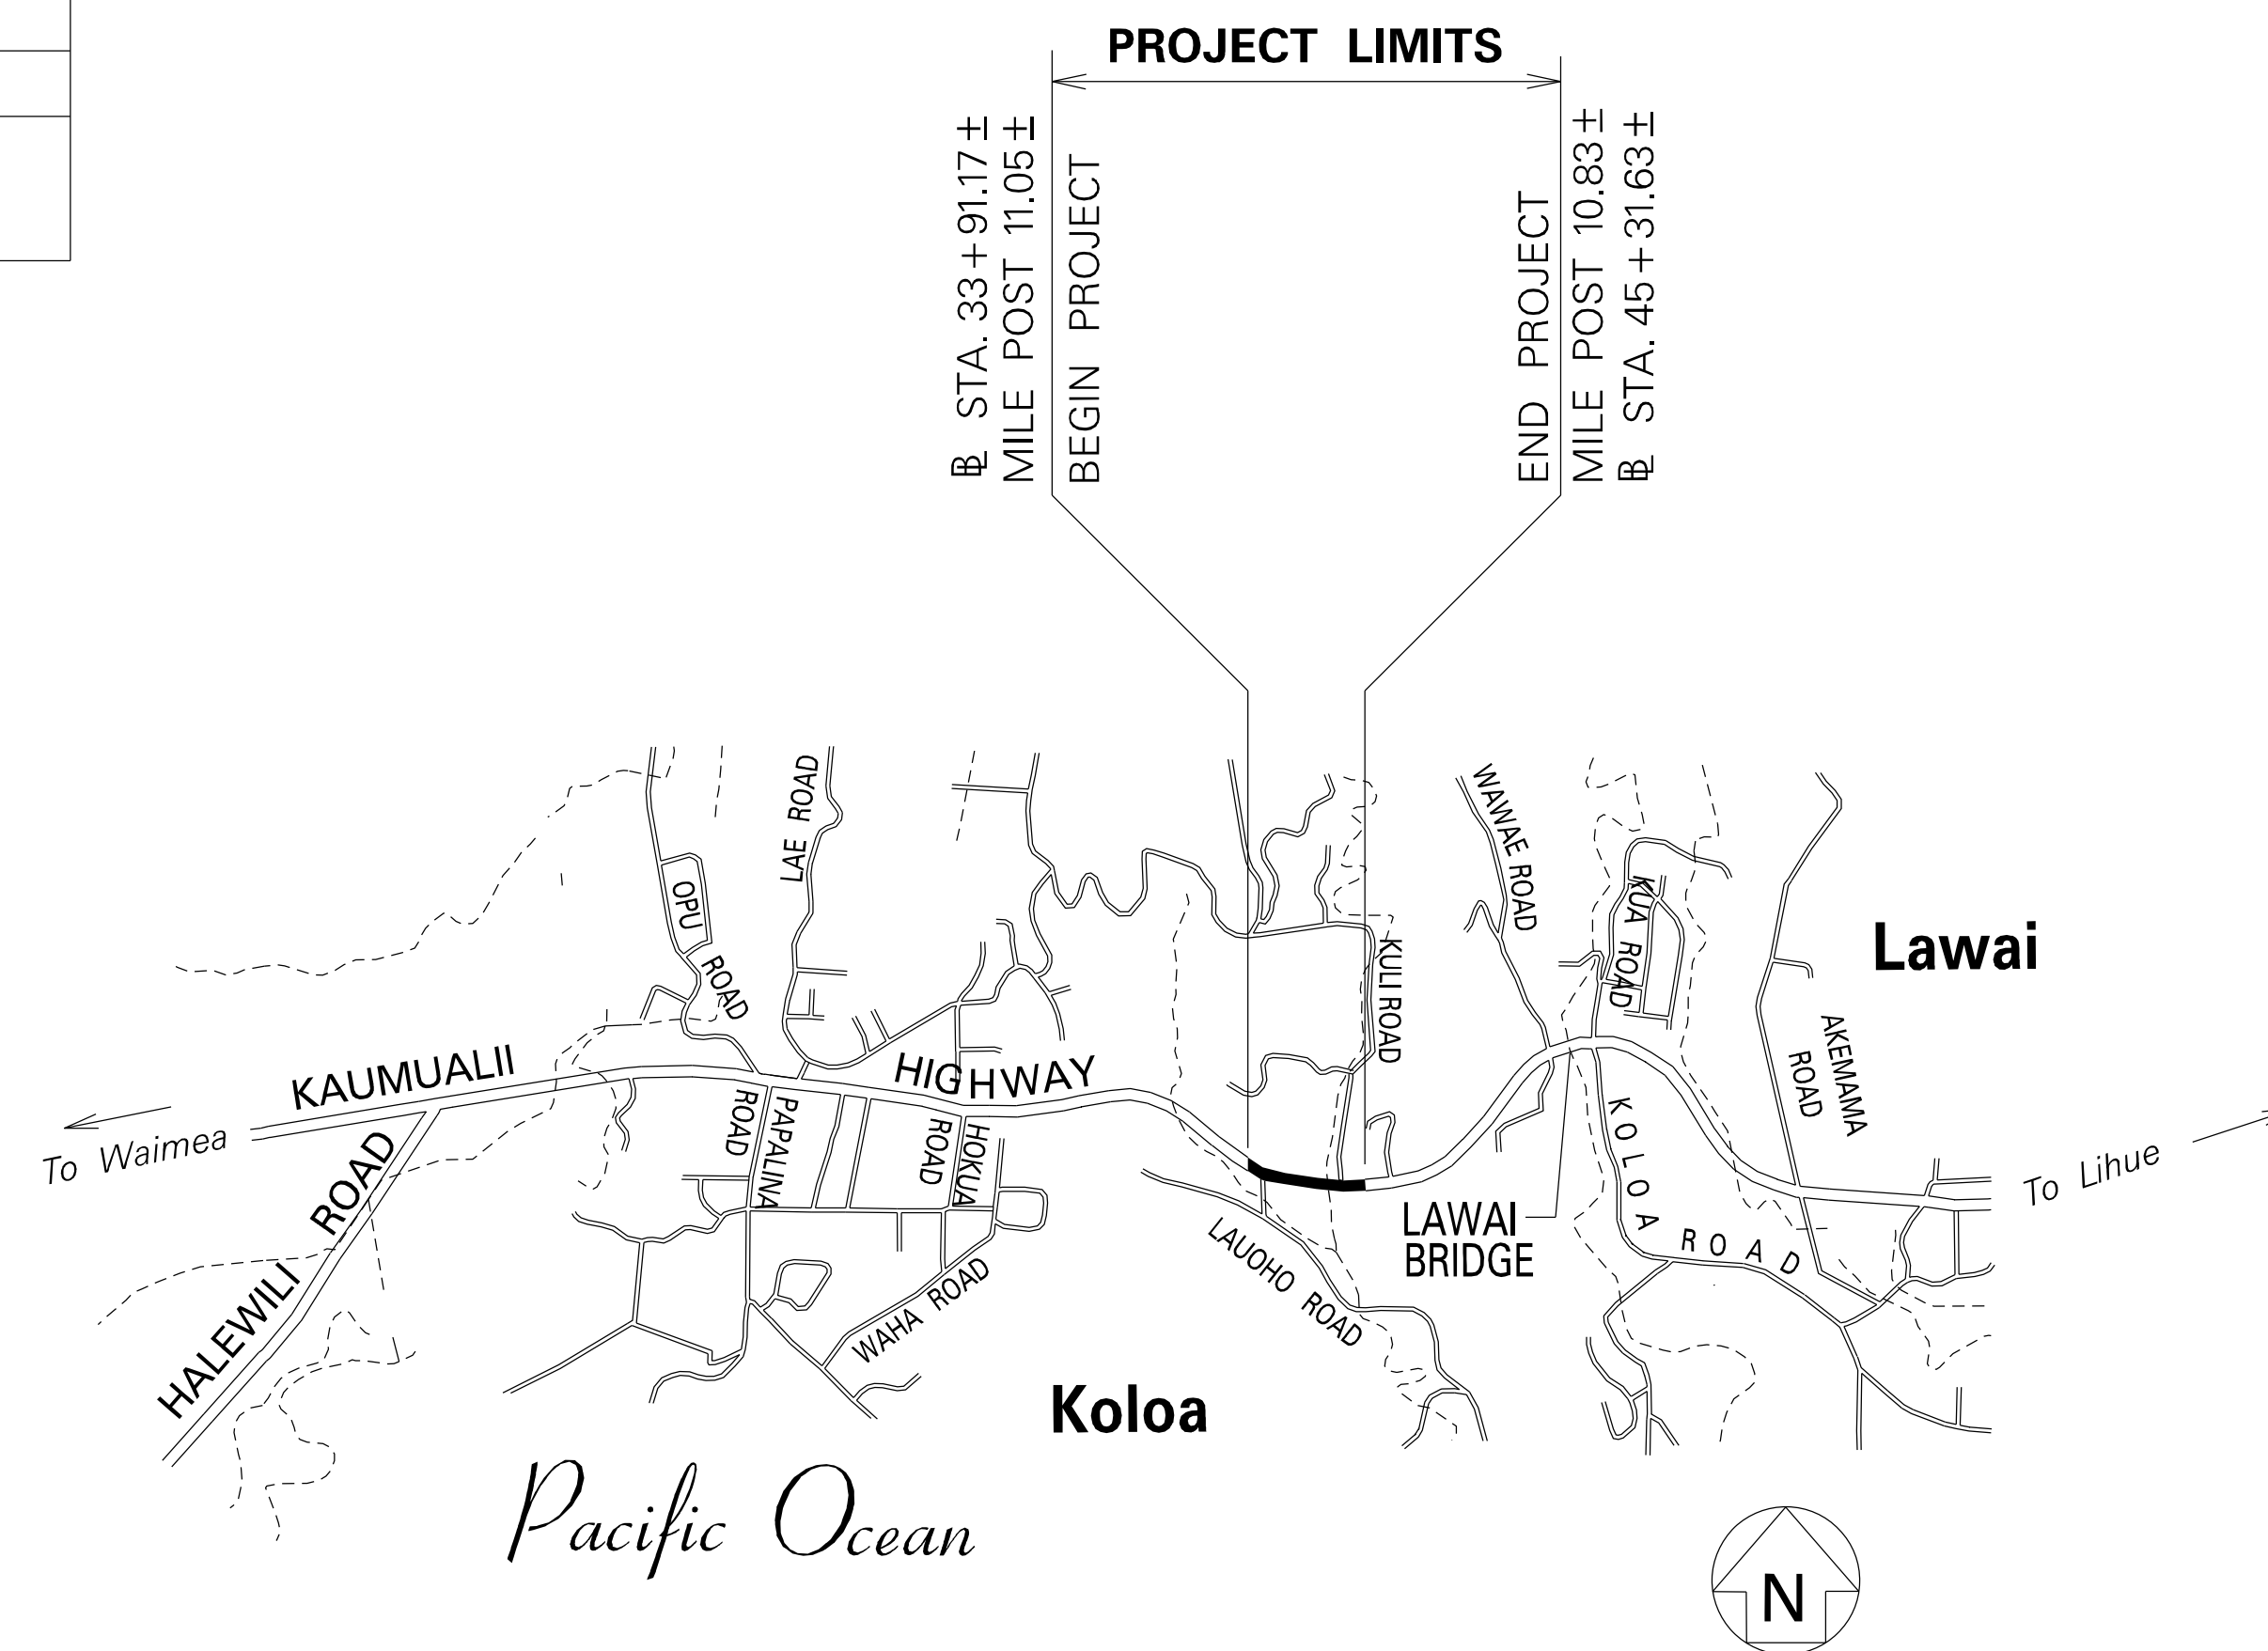 PROJECT LIMITS
℔ STA. 33+91.17±
MILE POST 11.05±
BEGIN PROJECT
END PROJECT
MILE POST 10.83±
℔ STA. 45+31.63±
LAE ROAD
OPU
ROAD
WAWAE ROAD
KUA ROAD
KULI ROAD
Lawai
AKEMAMA
ROAD
KAUMUALII
HIGHWAY
To Waimea
To Lihue
PAPALINA
ROAD
HOKUA
ROAD
KOLOA
ROAD
LAWAI
BRIDGE
HALEWILI
ROAD
LAUOHO ROAD
WAHA ROAD
Koloa
Pacific Ocean
N